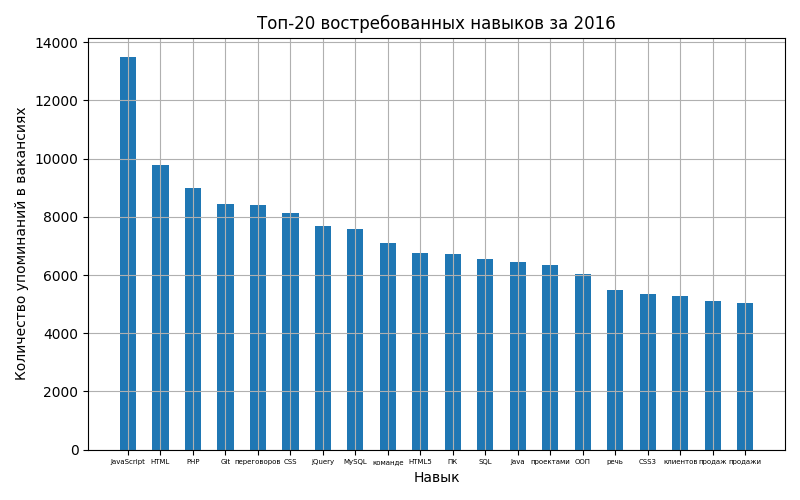 Топ-20 востребованных навыков за 2016
Количество упоминаний в вакансиях
14000
12000
10000
8000
6000
4000
2000
0
JavaScript HTML PHP Git переговоров CSS jQuery MySQL команде HTML5 ПК SQL Java проектами ООП речь CSS3 клиентов продаж продажи
Навык